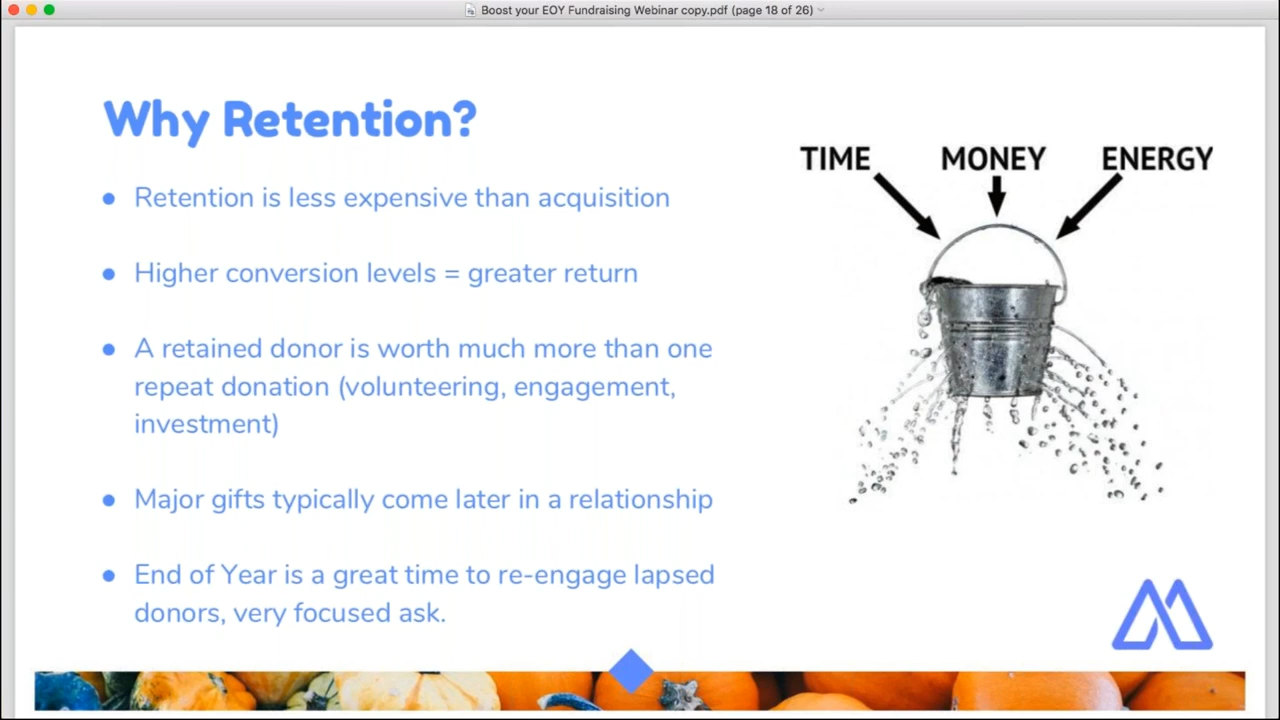 Boost your EOY Fundraising Webinar copy.pdf (page 18 of 26)
Why Retention?
● Retention is less expensive than acquisition
● Higher conversion levels = greater return
● A retained donor is worth much more than one
repeat donation (volunteering, engagement,
investment)
● Major gifts typically come later in a relationship
● End of Year is a great time to re-engage lapsed
donors, very focused ask.
TIME MONEY ENERGY